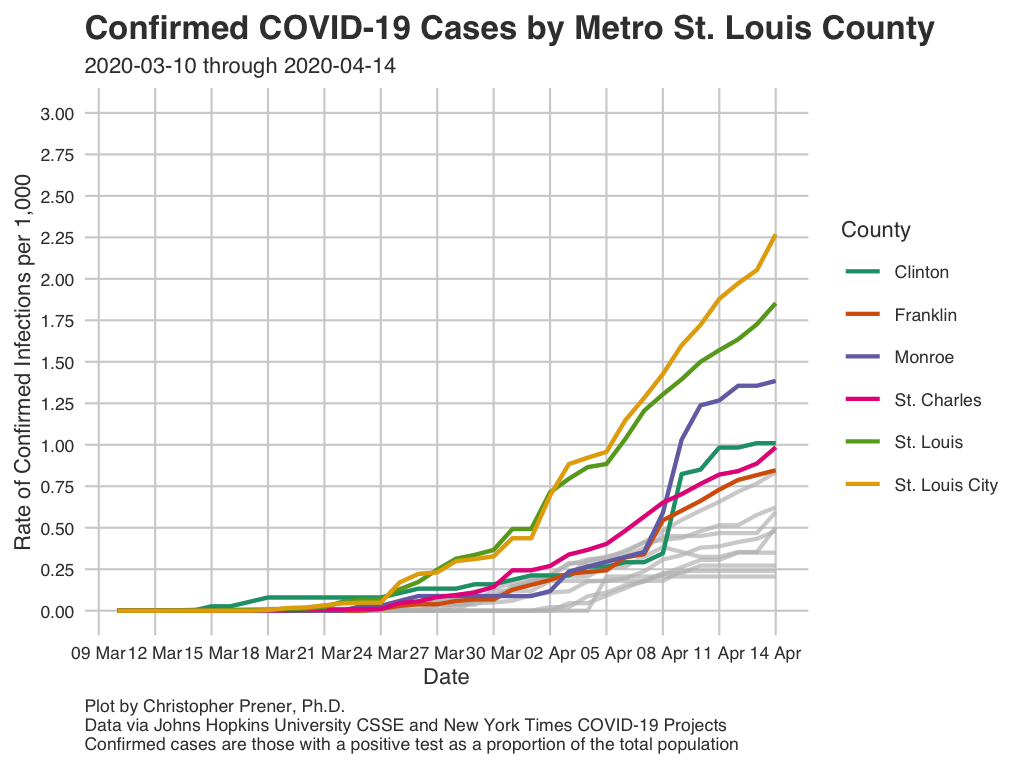 Confirmed COVID-19 Cases by Metro St. Louis County
2020-03-10 through 2020-04-14
Rate of Confirmed Infections per 1,000
3.00
2.75
2.50
2.25
2.00
1.75
1.50
1.25
1.00
0.75
0.50
0.25
0.00
09 Mar 12 Mar 15 Mar 18 Mar 21 Mar 24 Mar 27 Mar 30 Mar 02 Apr 05 Apr 08 Apr 11 Apr 14 Apr
Date
County
Clinton
Franklin
Monroe
St. Charles
St. Louis
St. Louis City
Plot by Christopher Prener, Ph.D.
Data via Johns Hopkins University CSSE and New York Times COVID-19 Projects
Confirmed cases are those with a positive test as a proportion of the total population